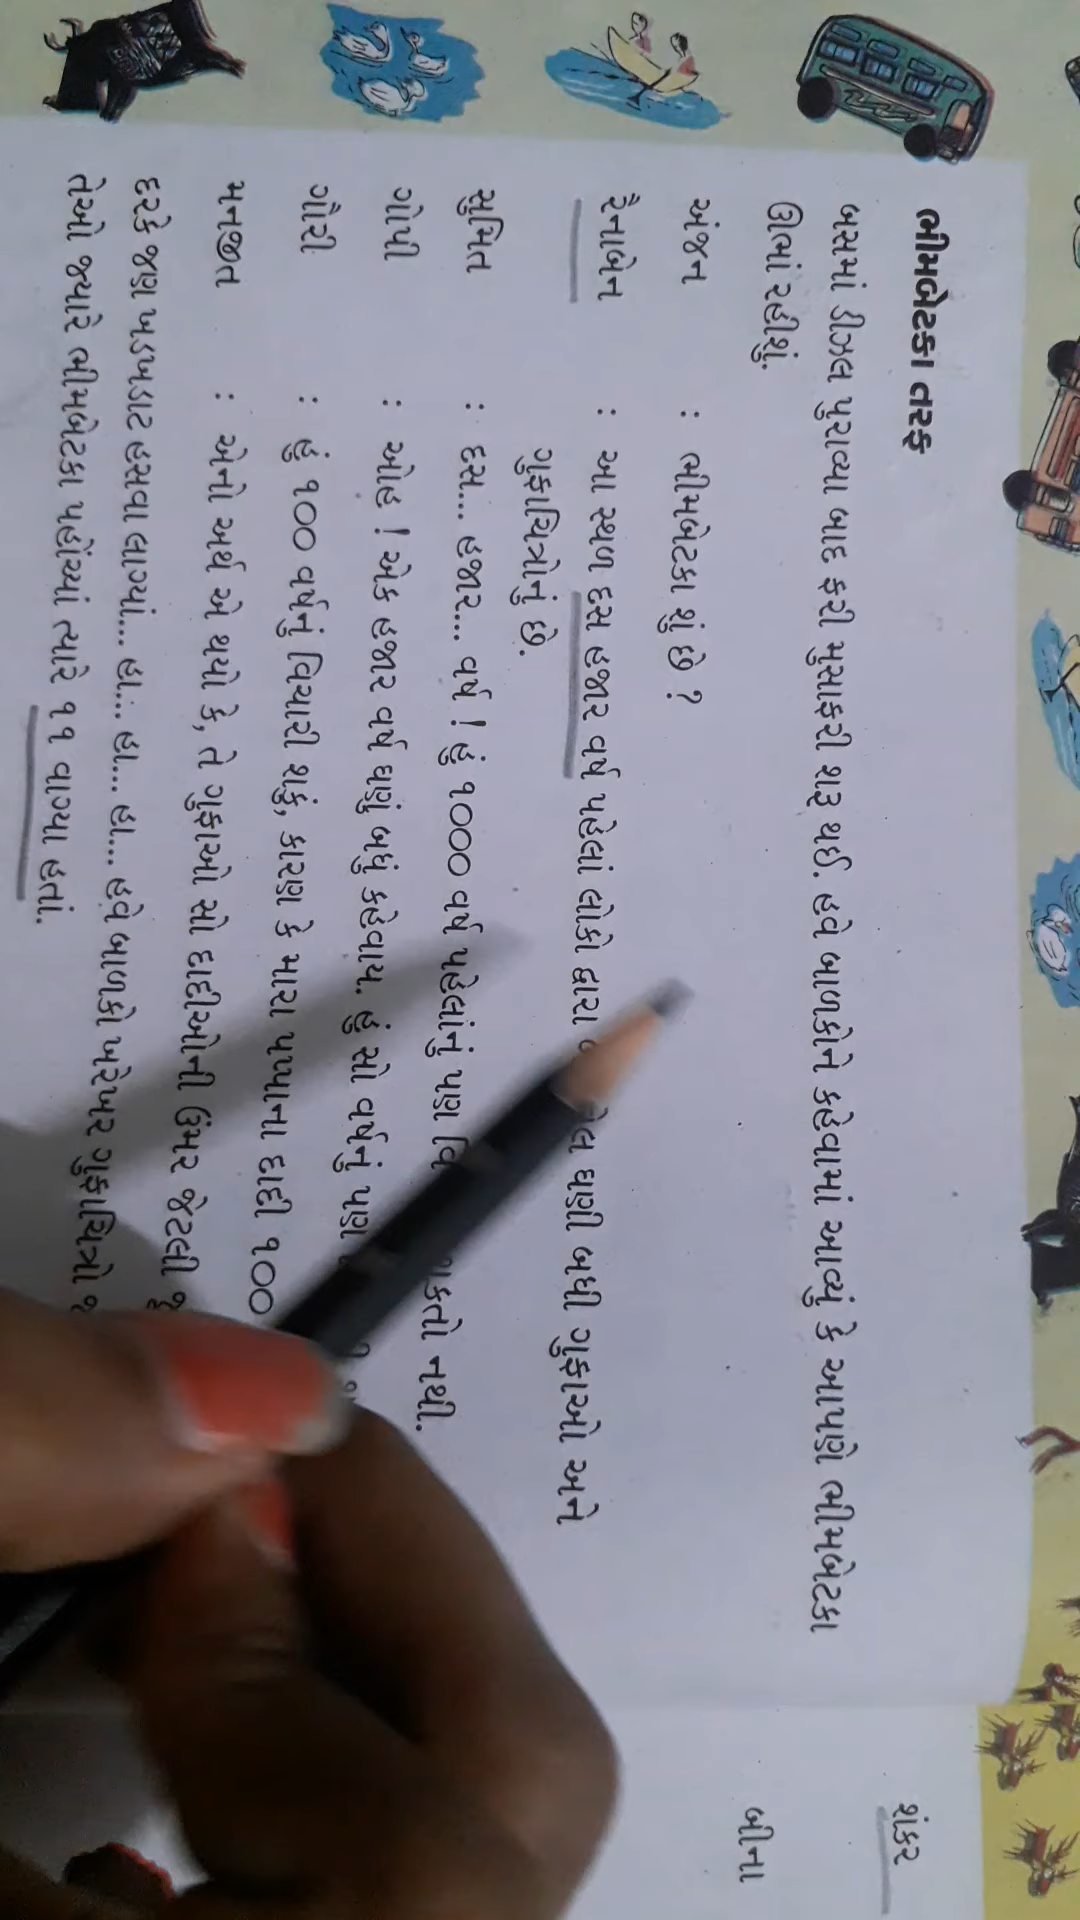 ભીમબેટકા તરફ
બસમાં ડીઝલ પુરાવ્યા બાદ ફરી મુસાફરી શરૂ થઈ. હવે બાળકોને કહેવામાં આવ્યું કે આપણે ભીમબેટકા
ઊભાં રહીશું.
અંજન : ભીમબેટકા શું છે ?
રૈનાબેન : આ સ્થળ દસ હજાર વર્ષ પહેલાં લોકો દ્વારા ઘણી બધી ગુફાઓ અને
ગુફાચિત્રોનું છે.
સુમિત : દસ... હજાર... વર્ષ ! હું ૧૦૦૦ વર્ષ પહેલાંનું પણ નથી.
ગોપી : ઓહ ! એક હજાર વર્ષ ઘણું બધું કહેવાય. હું સો વર્ષનું પણ
ગૌરી : હું ૧૦૦ વર્ષનું વિચારી શકું, કારણ કે મારા પપ્પાના દાદી ૧૦૦
મનજીત : એનો અર્થ એ થયો કે, તે ગુફાઓ સો દાદીઓની ઉંમર જેટલી
દરેક જણ ખડખડાટ હસવા લાગ્યાં... હા... હા... હા... હવે બાળકો ખરેખર ગુફાચિત્રો
તેઓ જ્યારે ભીમબેટકા પહોંચ્યાં ત્યારે ૧૧ વાગ્યા હતાં.
શંકર
બીના